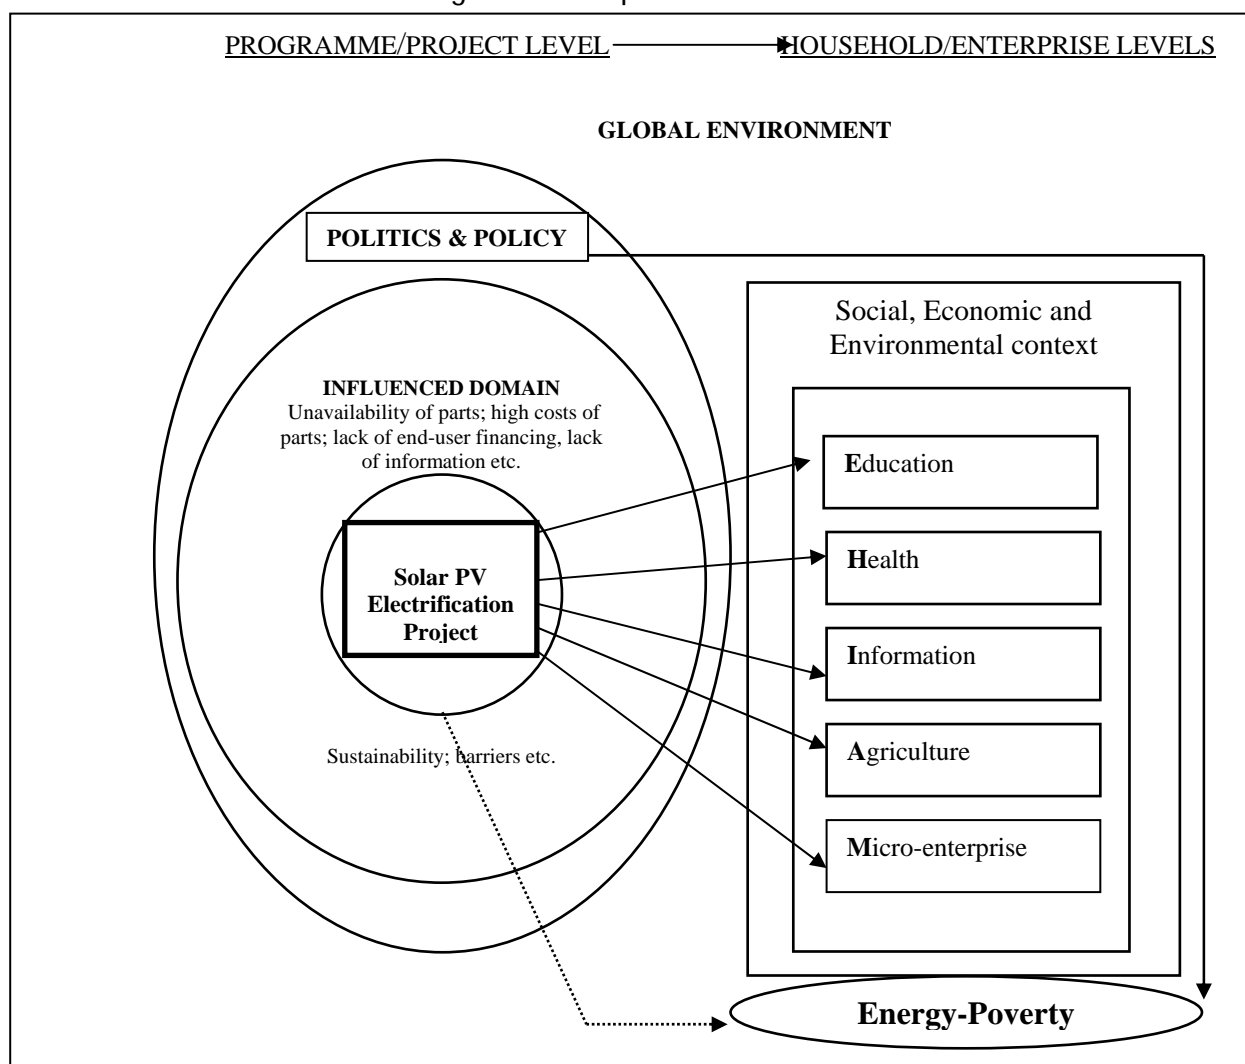 PROGRAMME/PROJECT LEVEL HOUSEHOLD/ENTERPRISE LEVELS
GLOBAL ENVIRONMENT
POLITICS & POLICY
Social, Economic and
Environmental context
INFLUENCED DOMAIN
Unavailability of parts; high costs of
parts; lack of end-user financing, lack
of information etc.
Solar PV
Electrification
Project
Sustainability; barriers etc.
Education
Health
Information
Agriculture
Micro-enterprise
Energy-Poverty